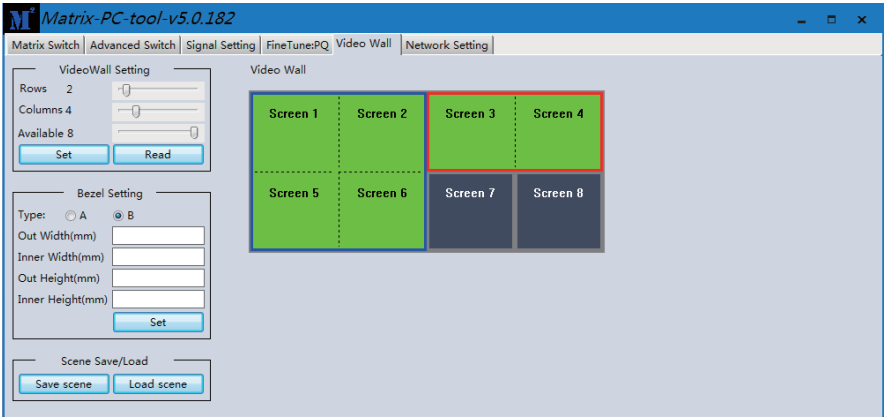 M² Matrix-PC-tool-v5.0.182
Matrix Switch Advanced Switch Signal Setting FineTune:PQ Video Wall Network Setting
VideoWall Setting
Rows 2
Columns 4
Available 8
Set Read
Bezel Setting
Type: A B
Out Width(mm)
Inner Width(mm)
Out Height(mm)
Inner Height(mm)
Set
Scene Save/Load
Save scene Load scene
Video Wall
Screen 1 Screen 2 Screen 3 Screen 4
Screen 5 Screen 6 Screen 7 Screen 8